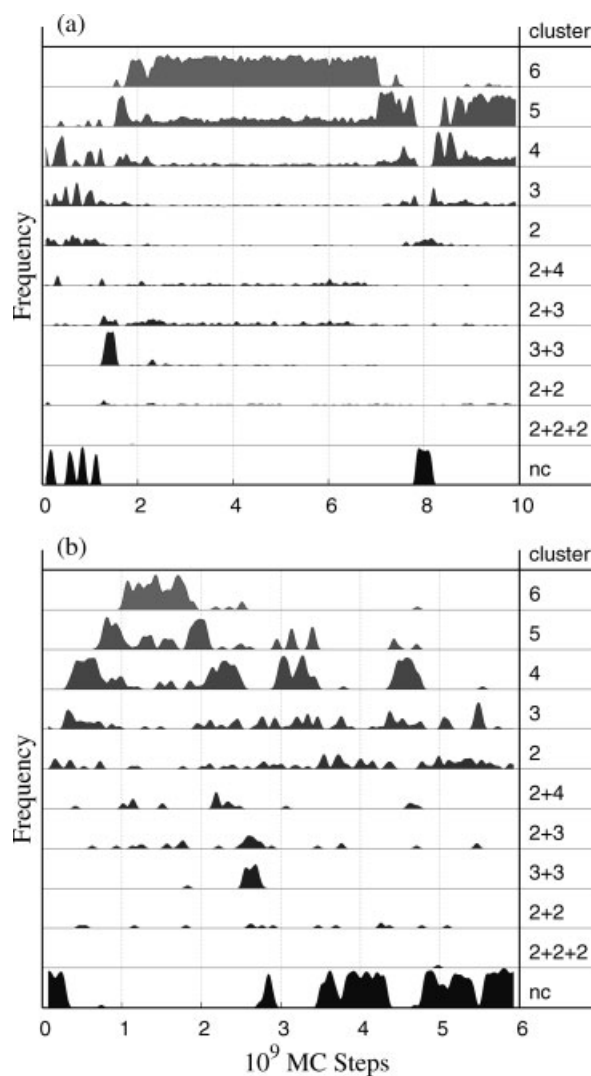 (a)
cluster
6
5
4
3
2
2+4
2+3
3+3
2+2
2+2+2
nc
Frequency
0 2 4 6 8 10
(b)
cluster
6
5
4
3
2
2+4
2+3
3+3
2+2
2+2+2
nc
Frequency
0 1 2 3 4 5 6
10⁹ MC Steps